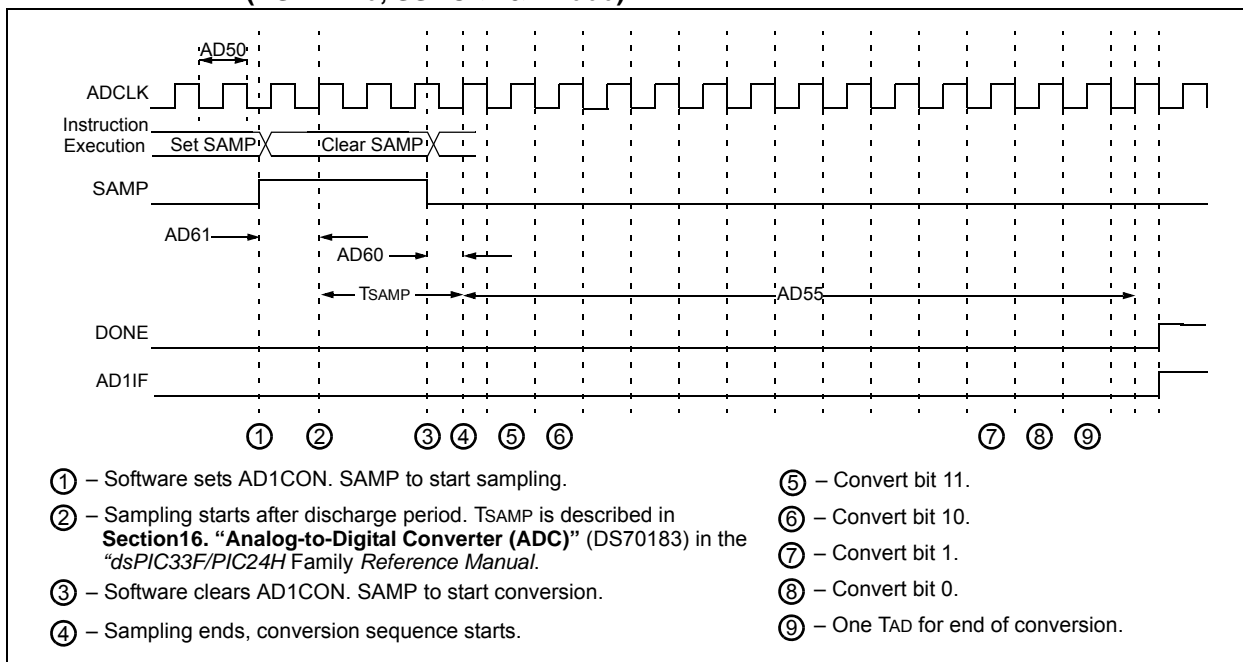 AD50
ADCLK
Instruction
Execution
Set SAMP
Clear SAMP
SAMP
AD61
AD60
TSAMP
AD55
DONE
AD1IF
1 2 3 4 5 6 7 8 9
1 – Software sets AD1CON. SAMP to start sampling.
2 – Sampling starts after discharge period. TSAMP is described in
Section16. “Analog-to-Digital Converter (ADC)” (DS70183) in the
“dsPIC33F/PIC24H Family Reference Manual.
3 – Software clears AD1CON. SAMP to start conversion.
4 – Sampling ends, conversion sequence starts.
5 – Convert bit 11.
6 – Convert bit 10.
7 – Convert bit 1.
8 – Convert bit 0.
9 – One TAD for end of conversion.